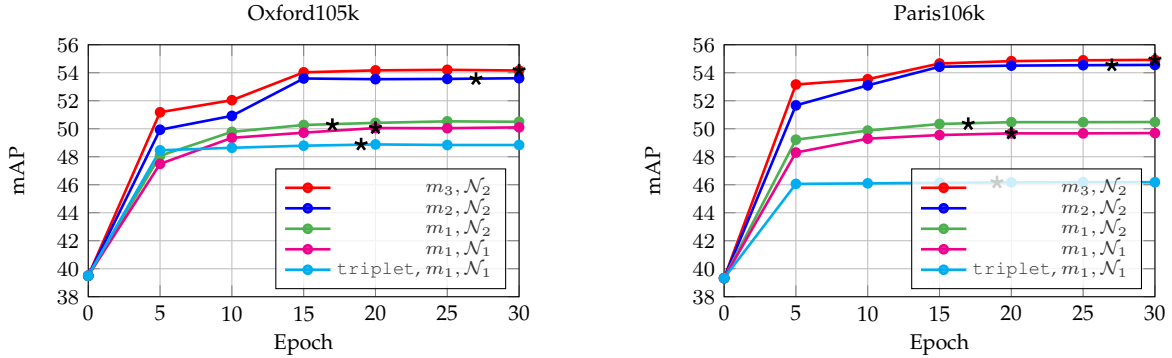 Oxford105k
mAP
56
54
52
50
48
46
44
42
40
38
0 5 10 15 20 25 30
Epoch
m₃, 𝒩₂
m₂, 𝒩₂
m₁, 𝒩₂
m₁, 𝒩₁
triplet, m₁, 𝒩₁
Paris106k
mAP
56
54
52
50
48
46
44
42
40
38
0 5 10 15 20 25 30
Epoch
m₃, 𝒩₂
m₂, 𝒩₂
m₁, 𝒩₂
m₁, 𝒩₁
triplet, m₁, 𝒩₁